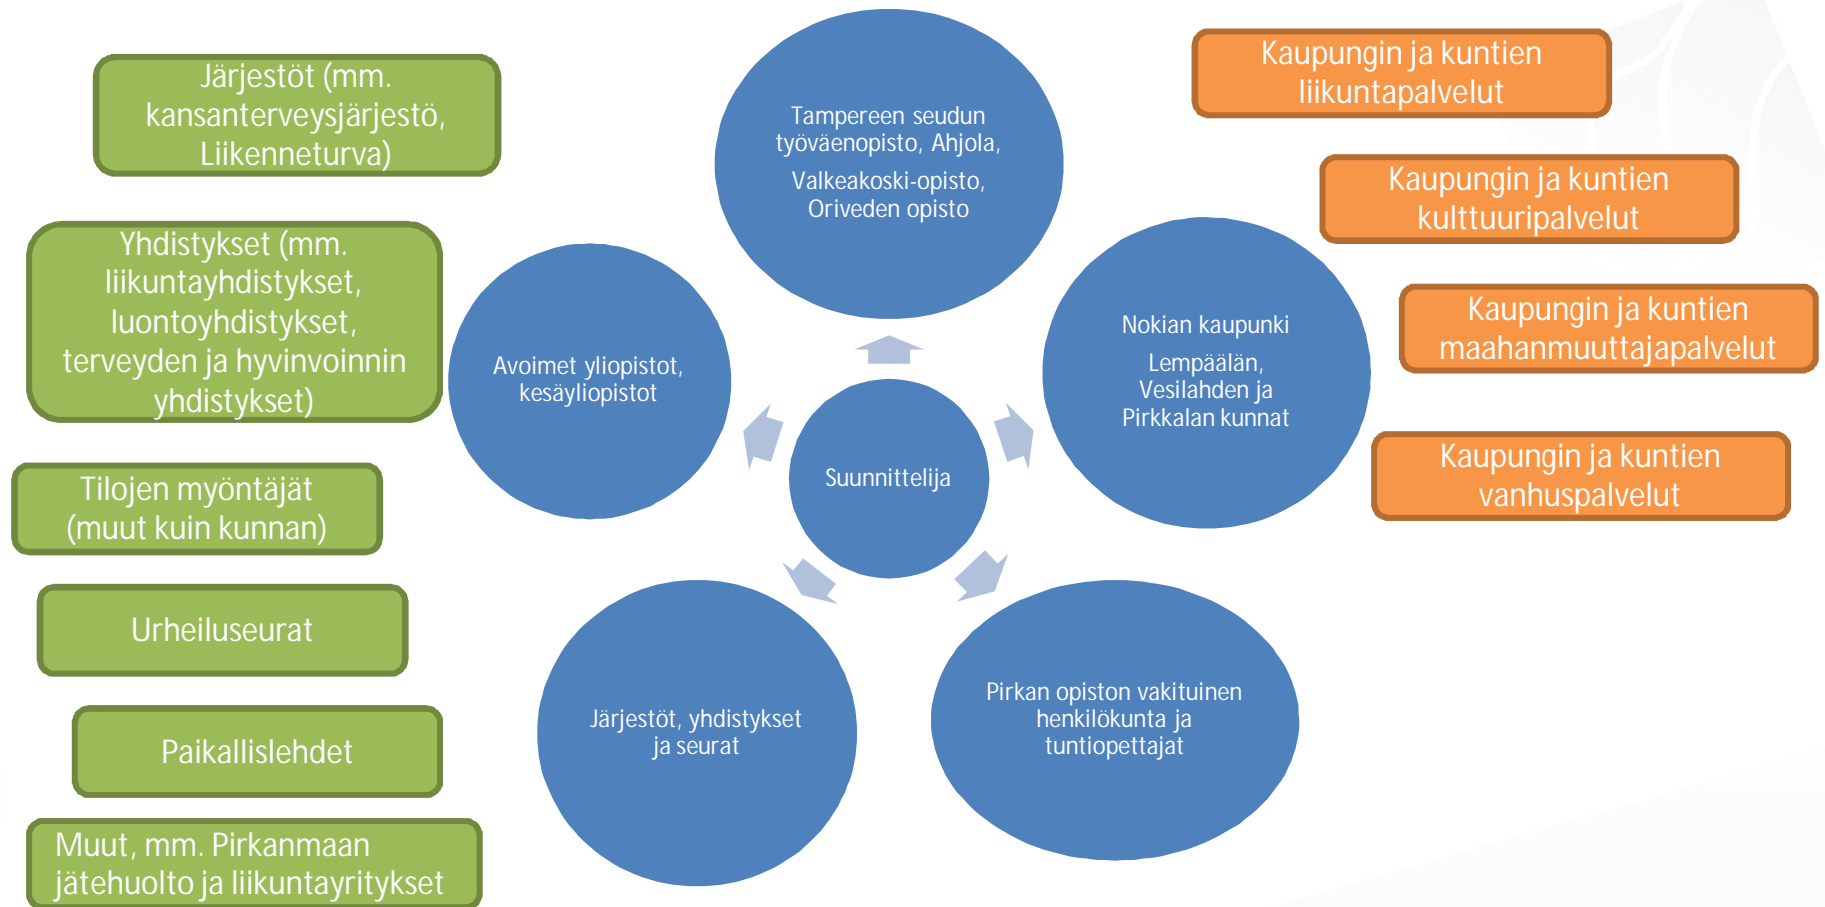 Järjestöt (mm.
kansanterveysjärjestö,
Liikenneturva)
Yhdistykset (mm.
liikuntayhdistykset,
luontoyhdistykset,
terveyden ja hyvinvoinnin
yhdistykset)
Tilojen myöntäjät
(muut kuin kunnan)
Urheiluseurat
Paikallislehdet
Muut, mm. Pirkanmaan
jätehuolto ja liikuntayritykset
Tampereen seudun
työväenopisto, Ahjola,
Valkeakoski-opisto,
Oriveden opisto
Avoimet yliopistot,
kesäyliopistot
Nokian kaupunki
Lempäälän,
Vesilahden ja
Pirkkalan kunnat
Suunnittelija
Järjestöt, yhdistykset
ja seurat
Pirkan opiston vakituinen
henkilökunta ja
tuntiopettajat
Kaupungin ja kuntien
liikuntapalvelut
Kaupungin ja kuntien
kulttuuripalvelut
Kaupungin ja kuntien
maahanmuuttajapalvelut
Kaupungin ja kuntien
vanhuspalvelut